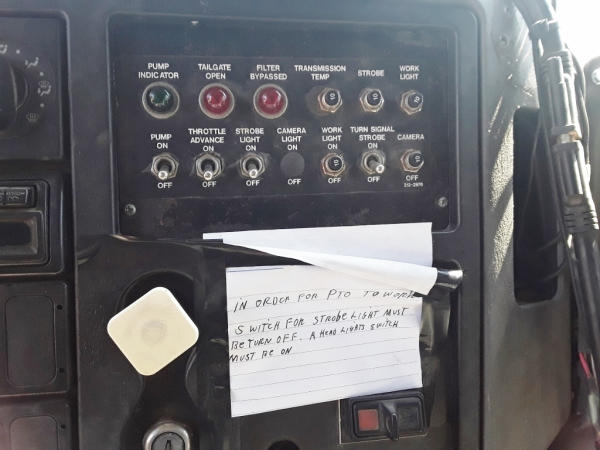 PUMP INDICATOR TAILGATE OPEN FILTER BYPASSED TRANSMISSION TEMP STROBE WORK LIGHT
PUMP ON THROTTLE ADVANCE ON STROBE LIGHT ON CAMERA LIGHT ON WORK LIGHT ON TURN SIGNAL STROBE ON CAMERA
OFF OFF OFF OFF OFF OFF OFF
IN ORDOR FOR PTO TO WORK
SWITCH FOR STROBE LIGHT MUST
BE TURN OFF. A HEAD LIGHTS SWITCH
MUST BE ON